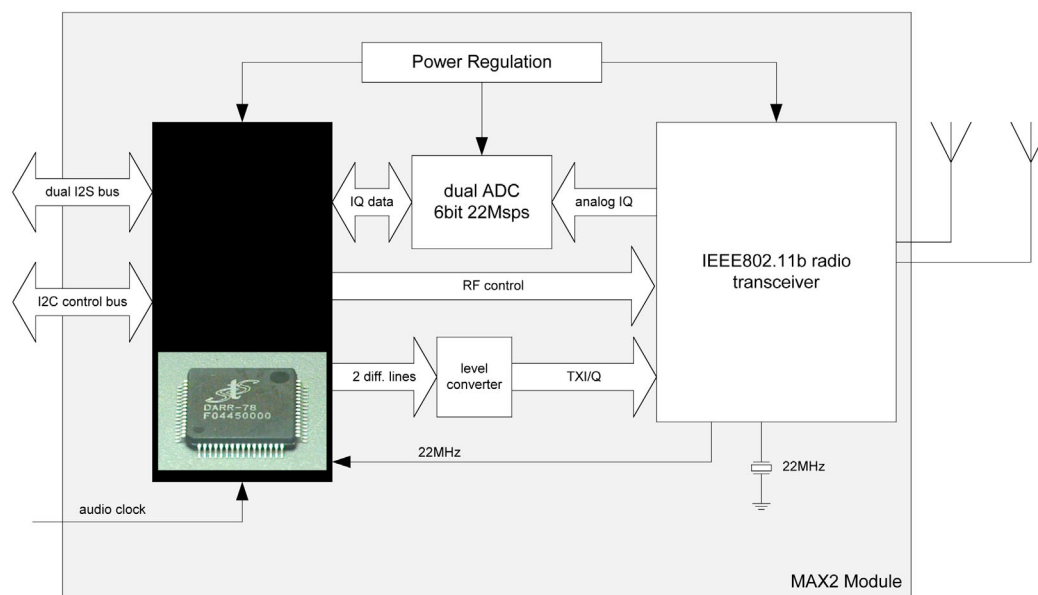 Power Regulation
dual I2S bus
IQ data
dual ADC
6bit 22Msps
analog IQ
IEEE802.11b radio
transceiver
I2C control bus
RF control
2 diff. lines
level
converter
TXI/Q
DARR-78
F04450000
22MHz
22MHz
audio clock
MAX2 Module